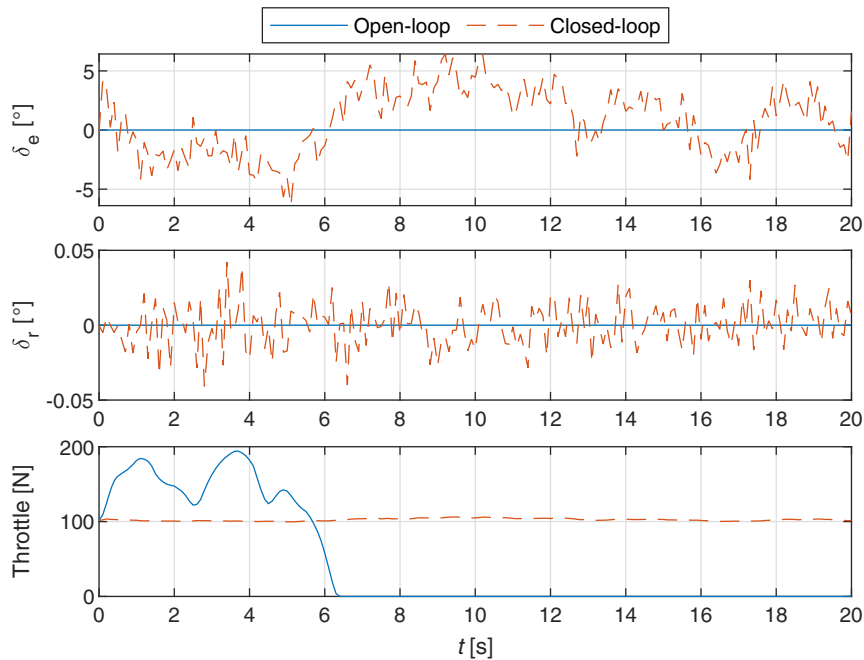 Open-loop Closed-loop
5
0
-5
δe [°]
0 2 4 6 8 10 12 14 16 18 20
0.05
0
-0.05
δr [°]
0 2 4 6 8 10 12 14 16 18 20
200
100
0
Throttle [N]
0 2 4 6 8 10 12 14 16 18 20
t [s]